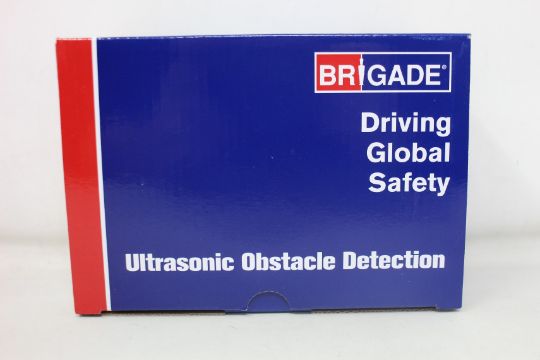 BRIGADE®
Driving
Global
Safety
Ultrasonic Obstacle Detection